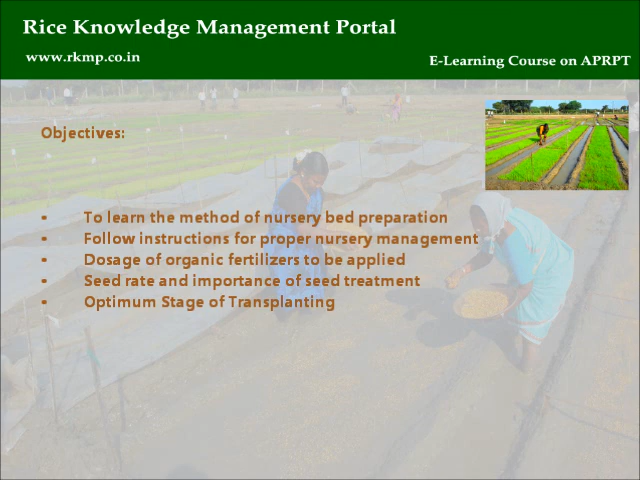 Rice Knowledge Management Portal
www.rkmp.co.in
E-Learning Course on APRPT
Objectives:
• To learn the method of nursery bed preparation
• Follow instructions for proper nursery management
• Dosage of organic fertilizers to be applied
• Seed rate and importance of seed treatment
• Optimum Stage of Transplanting